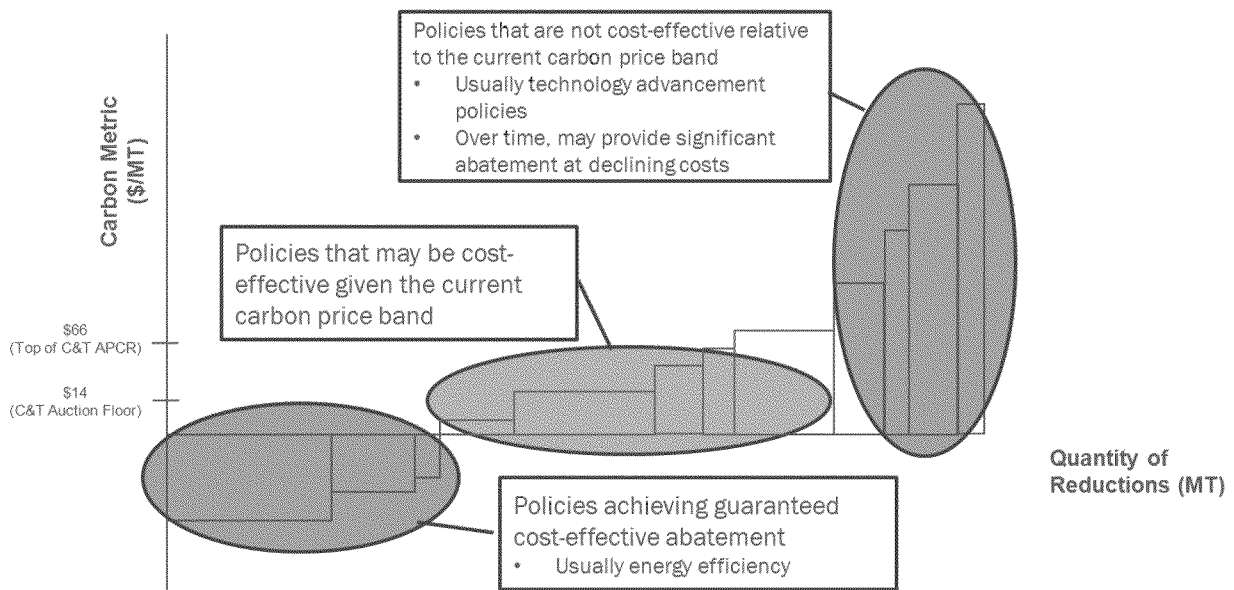 Policies that are not cost-effective relative
to the current carbon price band
• Usually technology advancement
policies
• Over time, may provide significant
abatement at declining costs
Carbon Metric
($/MT)
Policies that may be cost-
effective given the current
carbon price band
$66
(Top of C&T APCR)
$14
(C&T Auction Floor)
Quantity of
Reductions (MT)
Policies achieving guaranteed
cost-effective abatement
• Usually energy efficiency